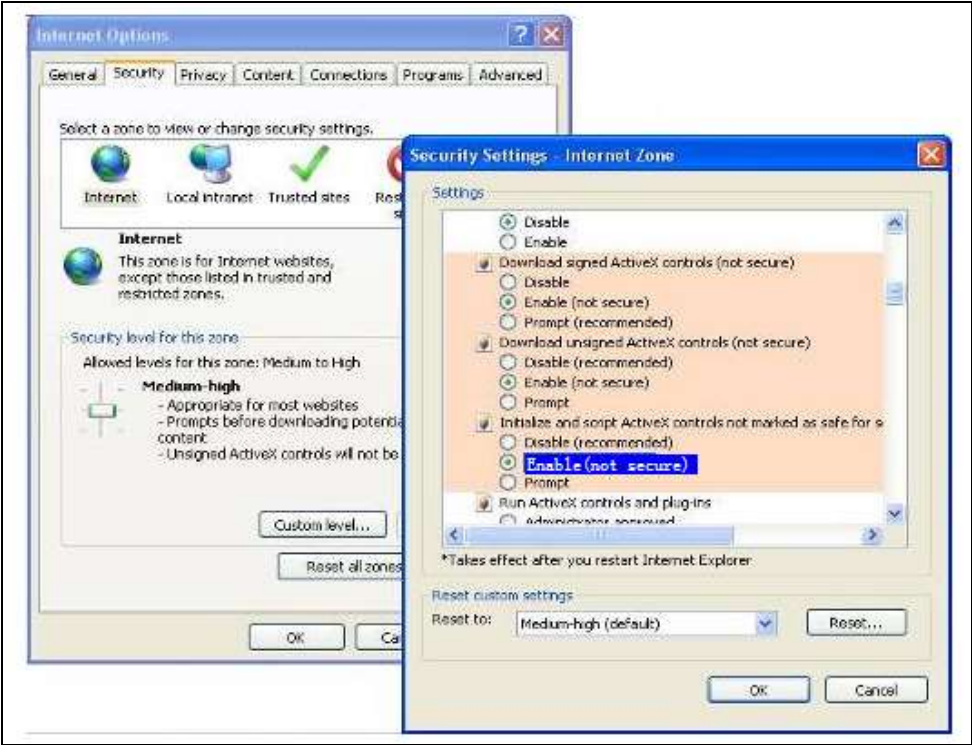 Internet Options
General Security Privacy Content Connections Programs Advanced
Select a zone to view or change security settings.
Internet Local intranet Trusted sites
Internet
This zone is for Internet websites,
except those listed in trusted and
restricted zones.
Security level for this zone
Allowed levels for this zone: Medium to High
Medium-high
- Appropriate for most websites
- Prompts before downloading
content
- Unsigned ActiveX controls will not be
Custom level...
Reset all zones
OK
Security Settings - Internet Zone
Settings
Disable
Enable
Download signed ActiveX controls (not secure)
Disable
Enable (not secure)
Prompt (recommended)
Download unsigned ActiveX controls (not secure)
Disable (recommended)
Enable (not secure)
Prompt
Initialize and script ActiveX controls not marked as safe for s
Disable (recommended)
Enable(not secure)
Prompt
Run ActiveX controls and plug-ins
Administrator approved
*Takes effect after you restart Internet Explorer
Reset custom settings
Reset to: Medium-high (default) Reset...
OK Cancel